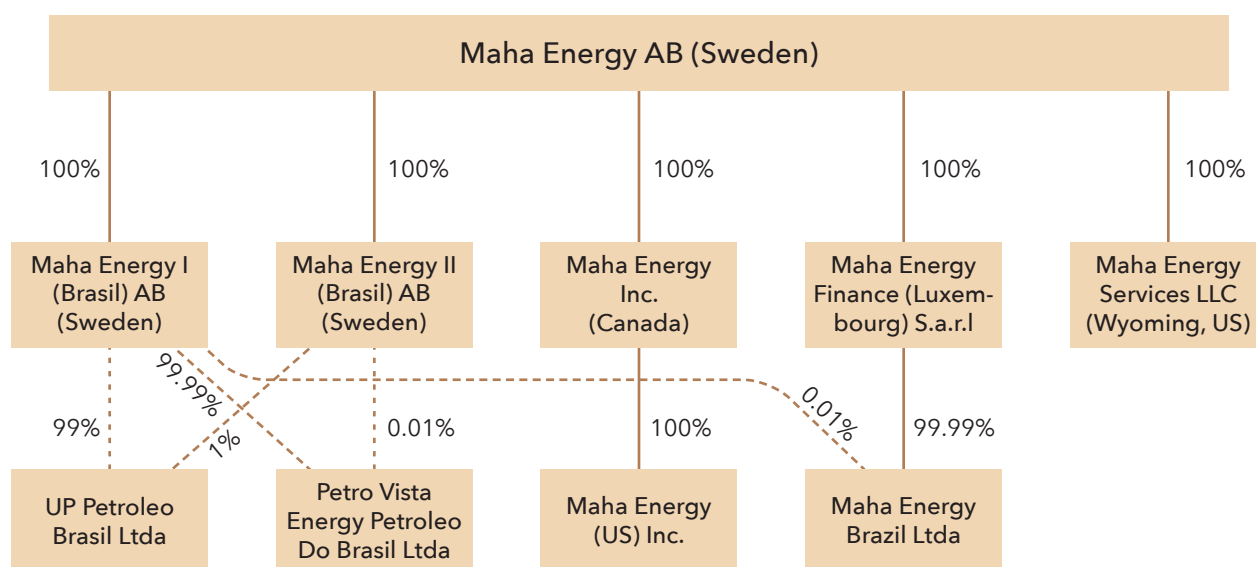 Maha Energy AB (Sweden)
100%
100%
100%
100%
100%
Maha Energy I
(Brasil) AB
(Sweden)
Maha Energy II
(Brasil) AB
(Sweden)
Maha Energy
Inc.
(Canada)
Maha Energy
Finance (Luxem-
bourg) S.a.r.l
Maha Energy
Services LLC
(Wyoming, US)
99%
99.99%
1%
0.01%
100%
0.01%
99.99%
UP Petroleo
Brasil Ltda
Petro Vista
Energy Petroleo
Do Brasil Ltda
Maha Energy
(US) Inc.
Maha Energy
Brazil Ltda